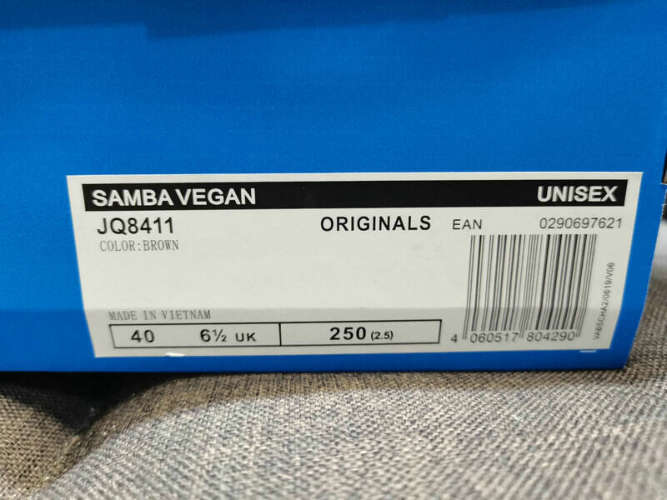 SAMBA VEGAN UNISEX
JQ8411 ORIGINALS EAN 0290697621
COLOR:BROWN
MADE IN VIETNAM
40 6½ UK 250 (2.5)
4 060517 804290